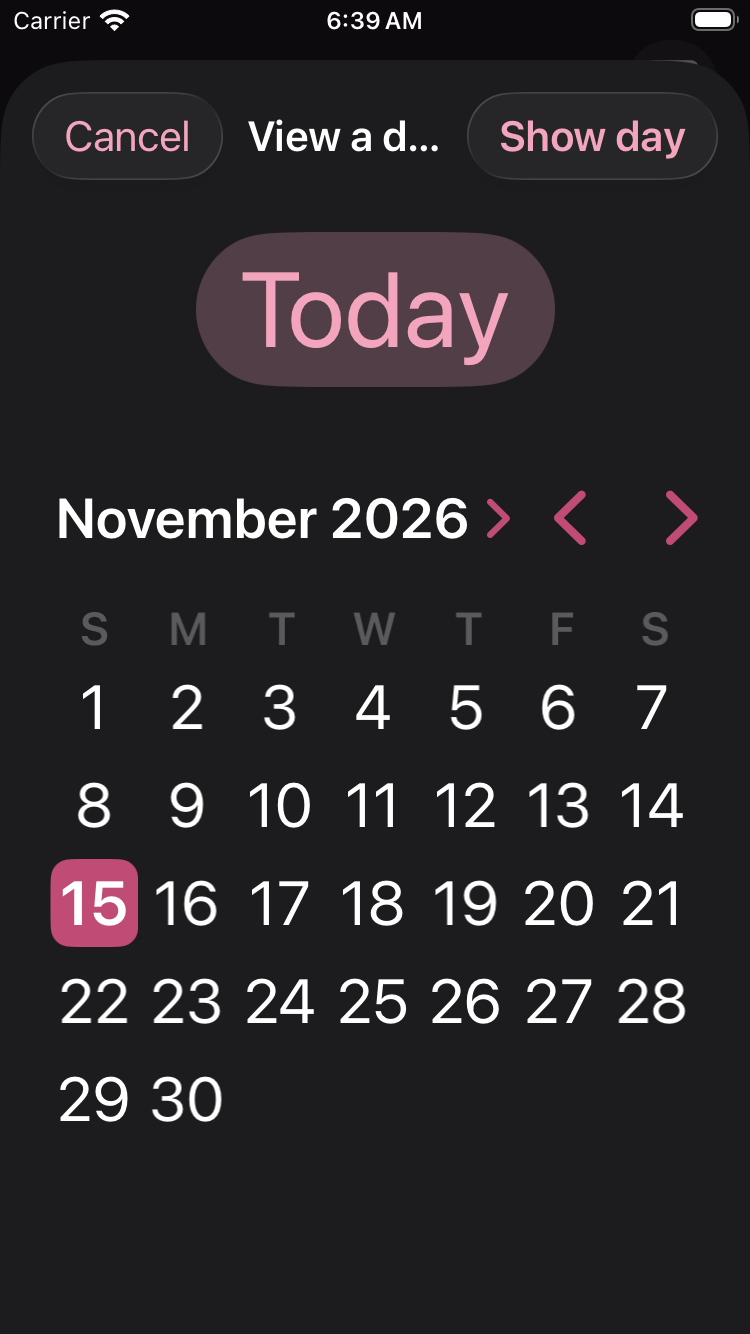 Carrier 6:39 AM
Cancel View a d... Show day
Today
November 2026
S M T W T F S
1 2 3 4 5 6 7
8 9 10 11 12 13 14
15 16 17 18 19 20 21
22 23 24 25 26 27 28
29 30